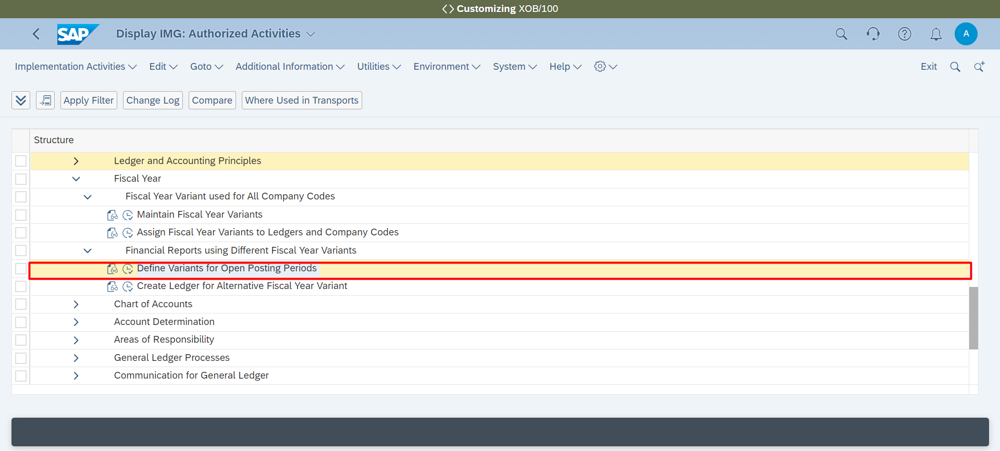 Customizing XOB/100
SAP Display IMG: Authorized Activities A
Implementation Activities Edit Goto Additional Information Utilities Environment System Help Exit
Apply Filter Change Log Compare Where Used in Transports
Structure
Ledger and Accounting Principles
Fiscal Year
Fiscal Year Variant used for All Company Codes
Maintain Fiscal Year Variants
Assign Fiscal Year Variants to Ledgers and Company Codes
Financial Reports using Different Fiscal Year Variants
Define Variants for Open Posting Periods
Create Ledger for Alternative Fiscal Year Variant
Chart of Accounts
Account Determination
Areas of Responsibility
General Ledger Processes
Communication for General Ledger